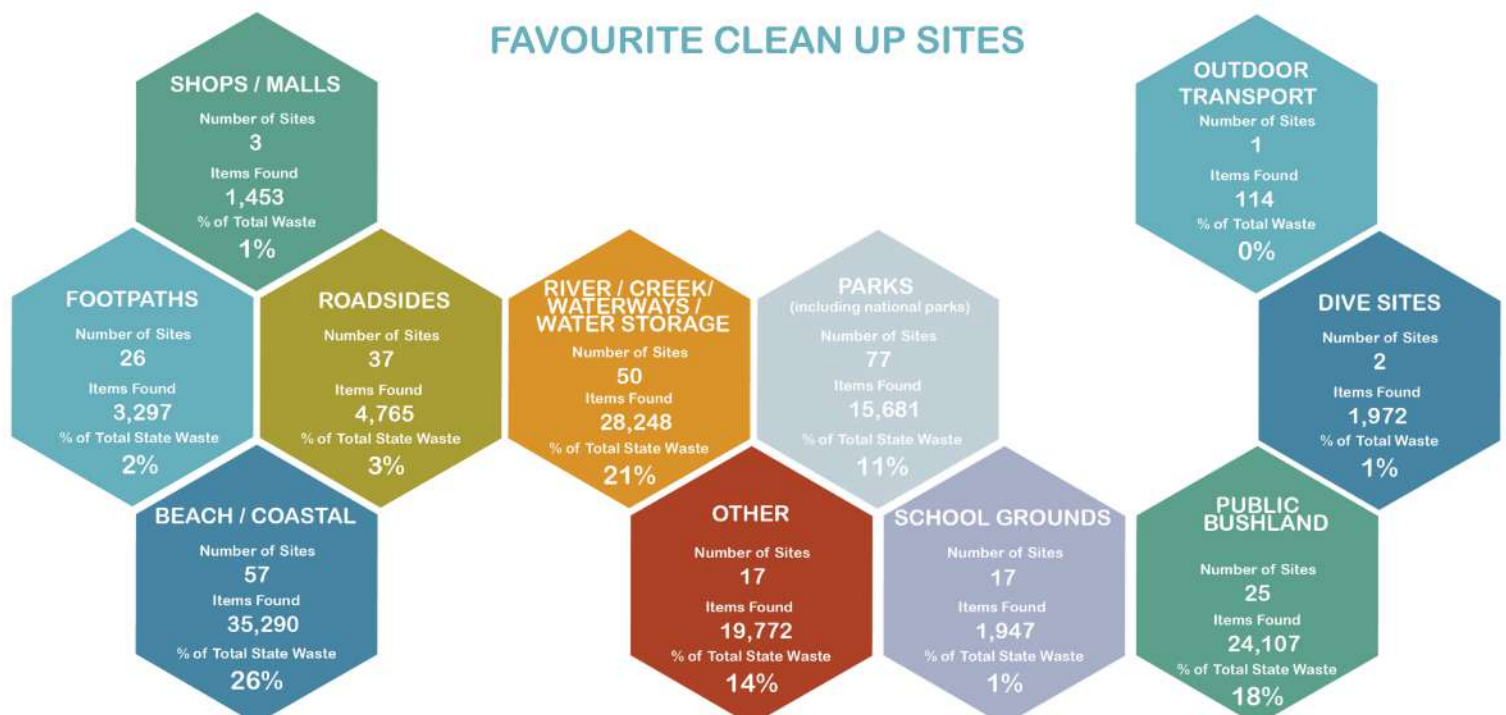 FAVOURITE CLEAN UP SITES
SHOPS / MALLS
Number of Sites
3
Items Found
1,453
% of Total Waste
1%
OUTDOOR
TRANSPORT
Number of Sites
1
Items Found
114
% of Total Waste
0%
FOOTPATHS
Number of Sites
26
Items Found
3,297
% of Total State Waste
2%
ROADSIDES
Number of Sites
37
Items Found
4,765
% of Total State Waste
3%
RIVER / CREEK/
WATERWAYS /
WATER STORAGE
Number of Sites
50
Items Found
28,248
% of Total State Waste
21%
PARKS
(including national parks)
Number of Sites
77
Items Found
15,681
% of Total State Waste
11%
DIVE SITES
Number of Sites
2
Items Found
1,972
% of Total Waste
1%
BEACH / COASTAL
Number of Sites
57
Items Found
35,290
% of Total State Waste
26%
OTHER
Number of Sites
17
Items Found
19,772
% of Total State Waste
14%
SCHOOL GROUNDS
Number of Sites
17
Items Found
1,947
% of Total State Waste
1%
PUBLIC
BUSHLAND
Number of Sites
25
Items Found
24,107
% of Total State Waste
18%